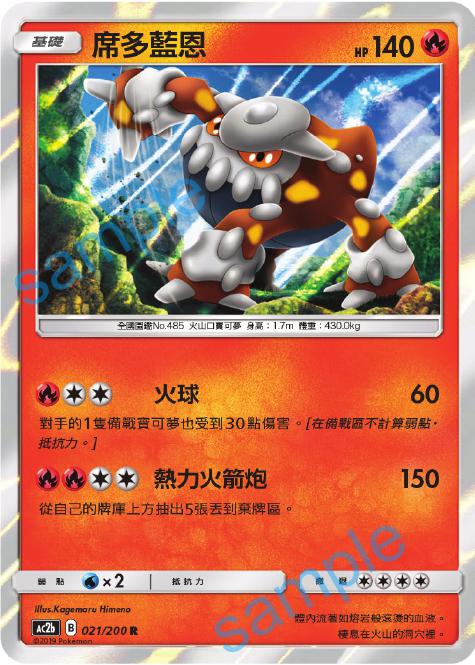 基礎 席多藍恩 HP 140
全國圖鑑No.485 火山口寶可夢 身高：1.7m 體重：430.0kg
sample
火球 60
對手的1隻備戰寶可夢也受到30點傷害。[在備戰區不計算弱點・
抵抗力。]
熱力火箭炮 150
從自己的牌庫上方抽出5張丟到棄牌區。
sample
弱點 ×2 抵抗力 撤退
Illus.Kagemaru Himeno
AC2b B 021/200 R
©2019 Pokémon
體內流著如熔岩般滾燙的血液。
棲息在火山的洞穴裡。